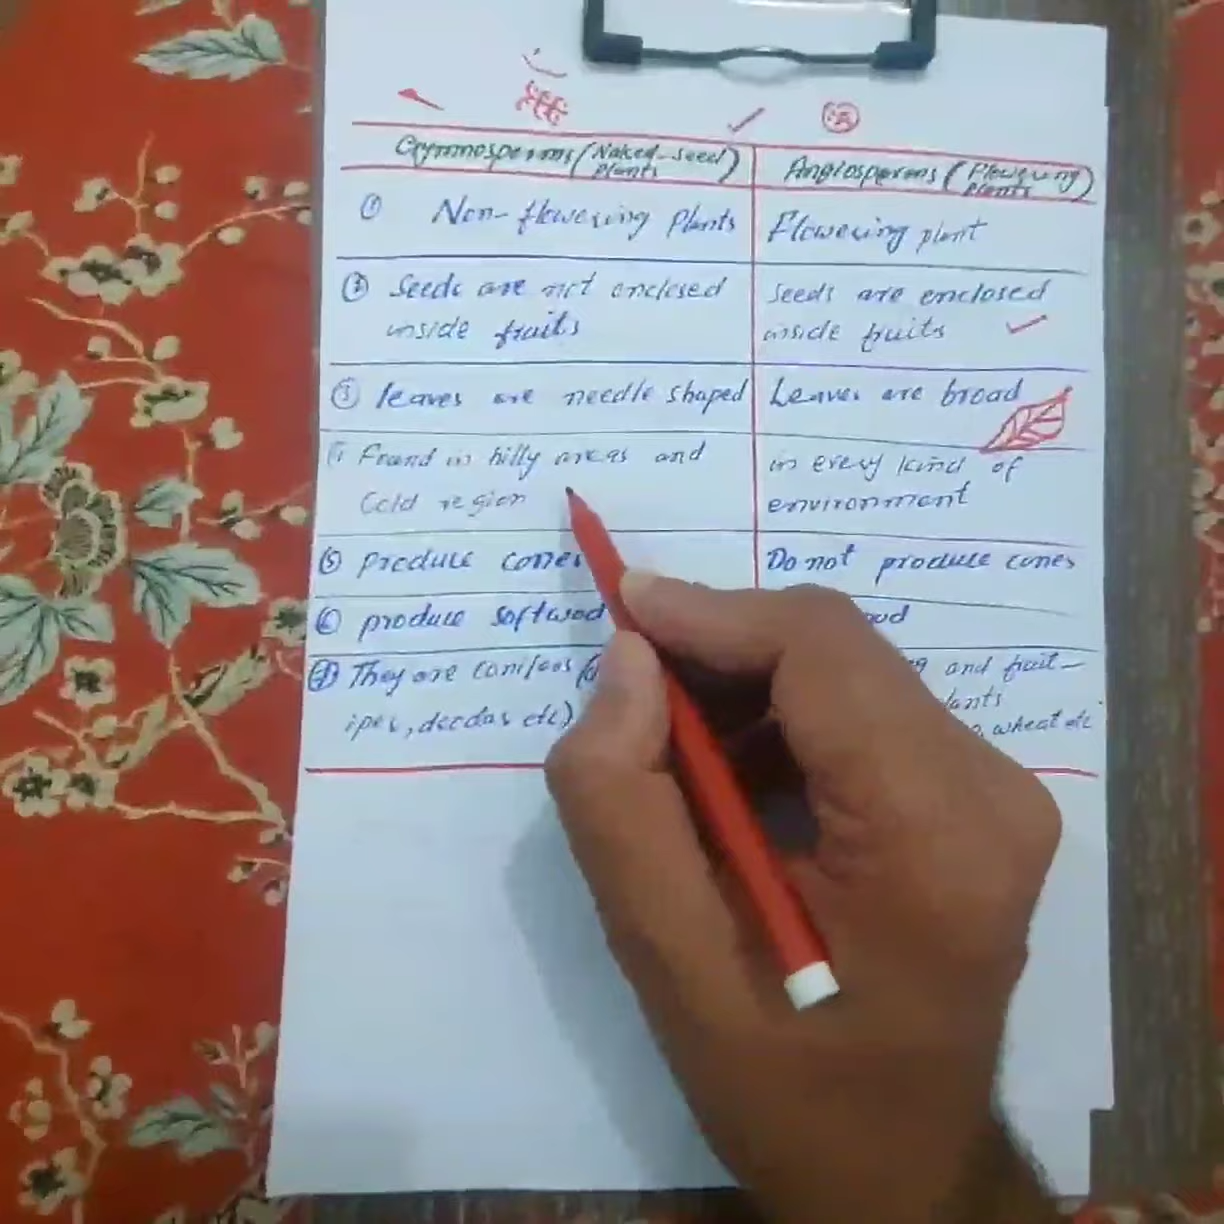 Gymnosperms (Naked-seed plants)
Angiosperms (Flowering plants)
① Non-flowering plants
Flowering plant
② Seeds are not enclosed
inside fruits
Seeds are enclosed
inside fruits
③ leaves are needle shaped
Leaves are broad
Found in hilly areas and
Cold region
in every kind of
environment
⑤ produce cones
Do not produce cones
⑥ produce softwood
They are
ipes, deodar etc)
and fruit-
wheat etc